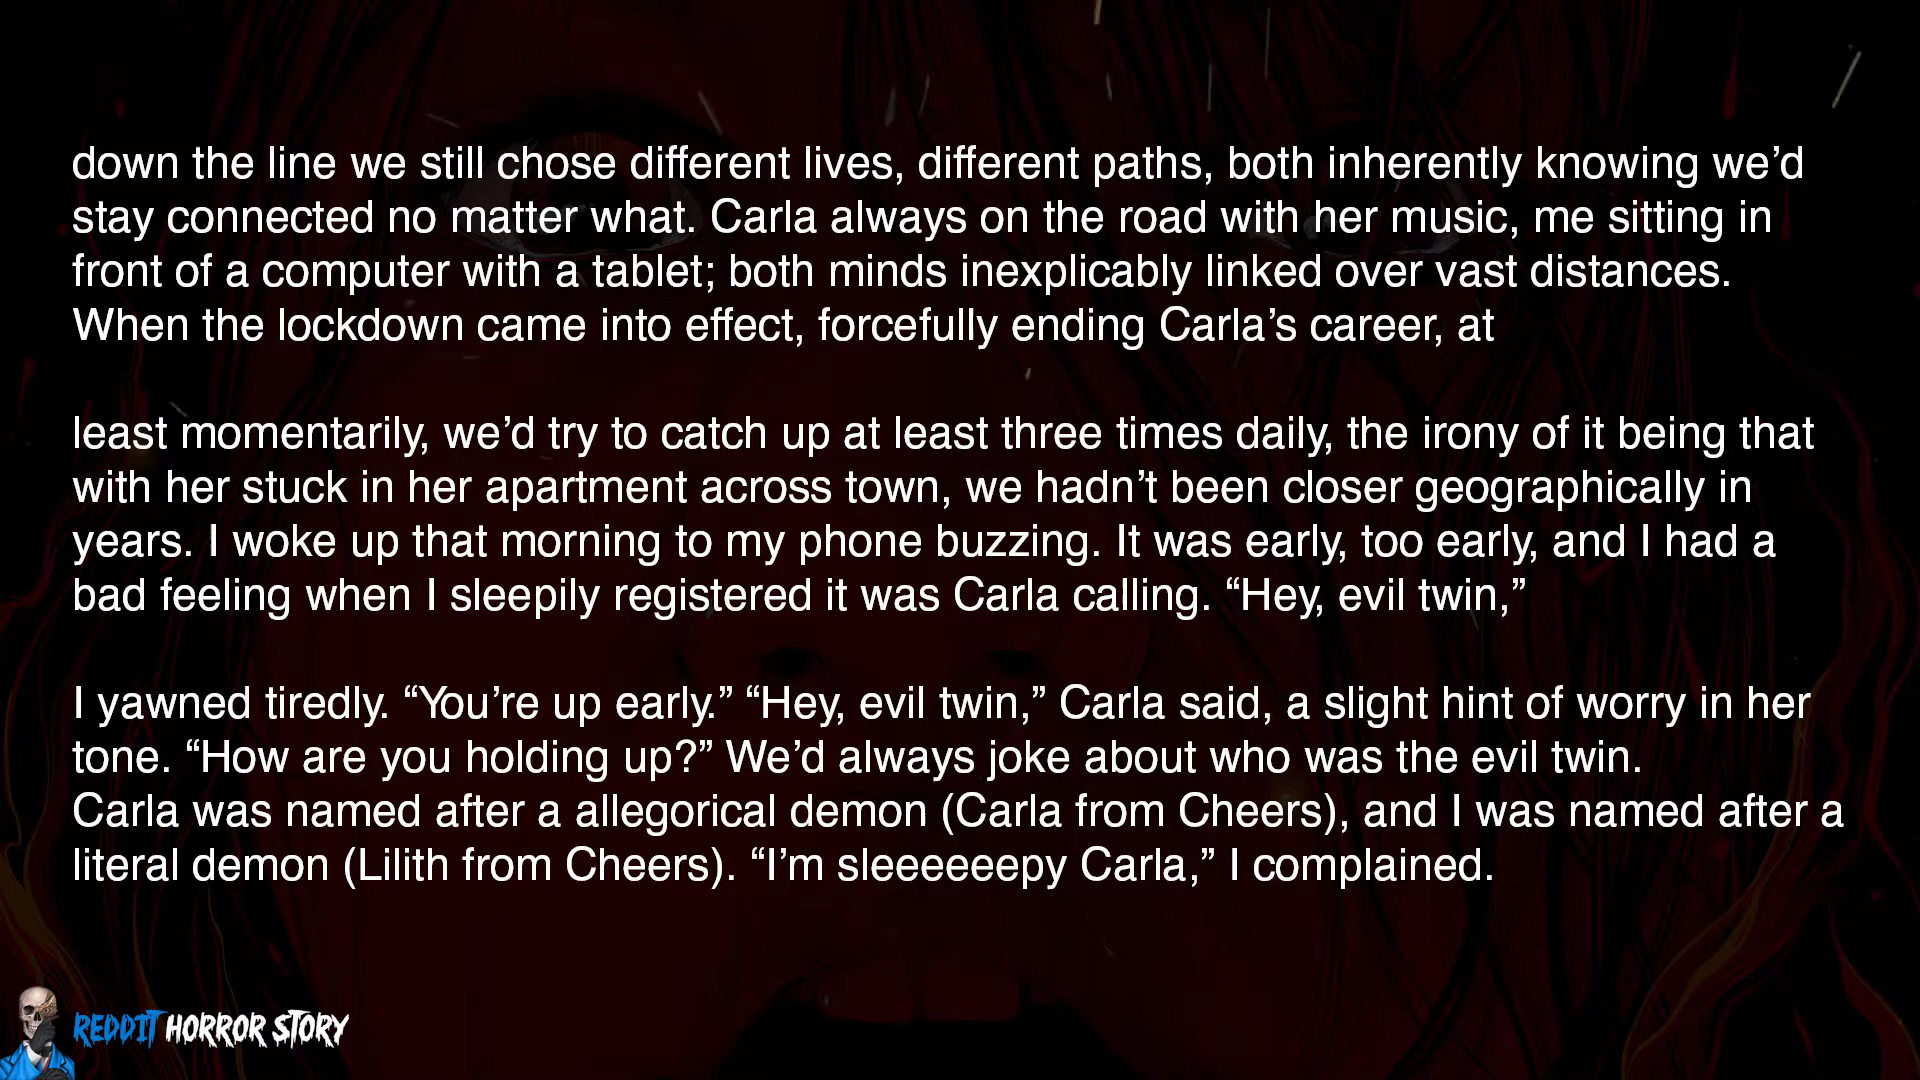 down the line we still chose different lives, different paths, both inherently knowing we’d
stay connected no matter what. Carla always on the road with her music, me sitting in
front of a computer with a tablet; both minds inexplicably linked over vast distances.
When the lockdown came into effect, forcefully ending Carla’s career, at
least momentarily, we’d try to catch up at least three times daily, the irony of it being that
with her stuck in her apartment across town, we hadn’t been closer geographically in
years. I woke up that morning to my phone buzzing. It was early, too early, and I had a
bad feeling when I sleepily registered it was Carla calling. “Hey, evil twin,”
I yawned tiredly. “You’re up early.” “Hey, evil twin,” Carla said, a slight hint of worry in her
tone. “How are you holding up?” We’d always joke about who was the evil twin.
Carla was named after a allegorical demon (Carla from Cheers), and I was named after a
literal demon (Lilith from Cheers). “I’m sleeeeeeepy Carla,” I complained.
REDDIT HORROR STORY